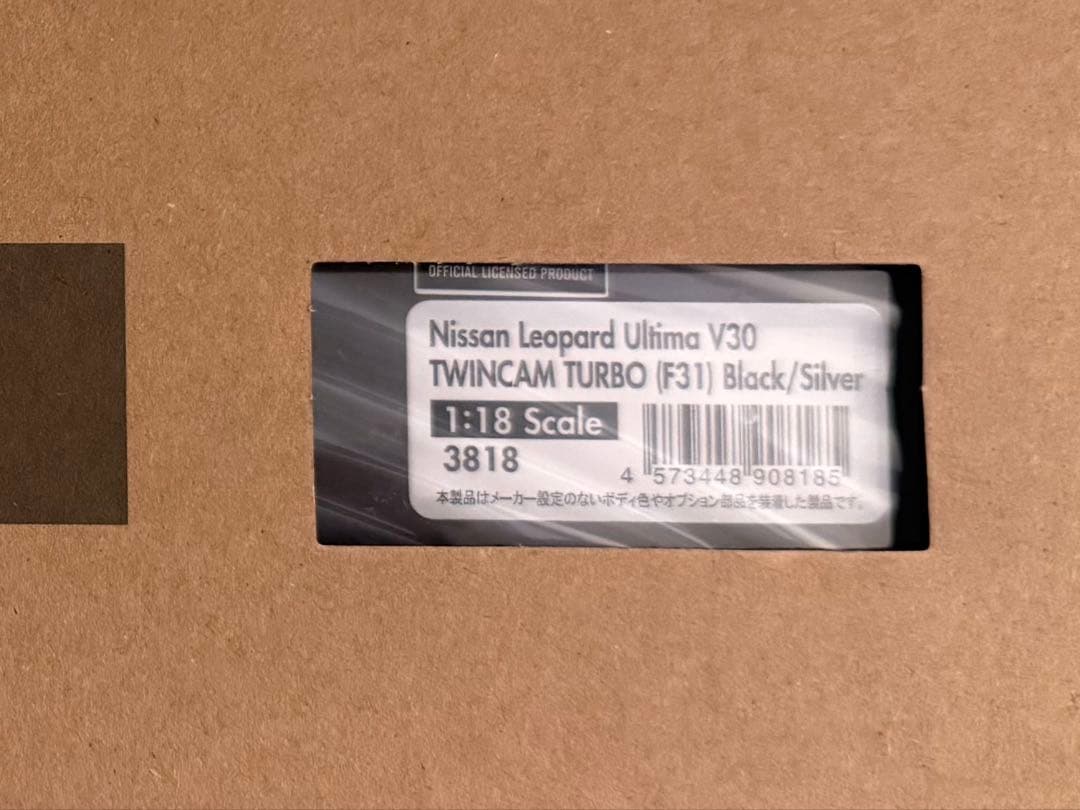 OFFICIAL LICENSED PRODUCT
Nissan Leopard Ultima V30
TWINCAM TURBO (F31) Black/Silver
1:18 Scale
3818
4 573448 908185
本製品はメーカー設定のないボディ色やオプション部品を装着した製品です。